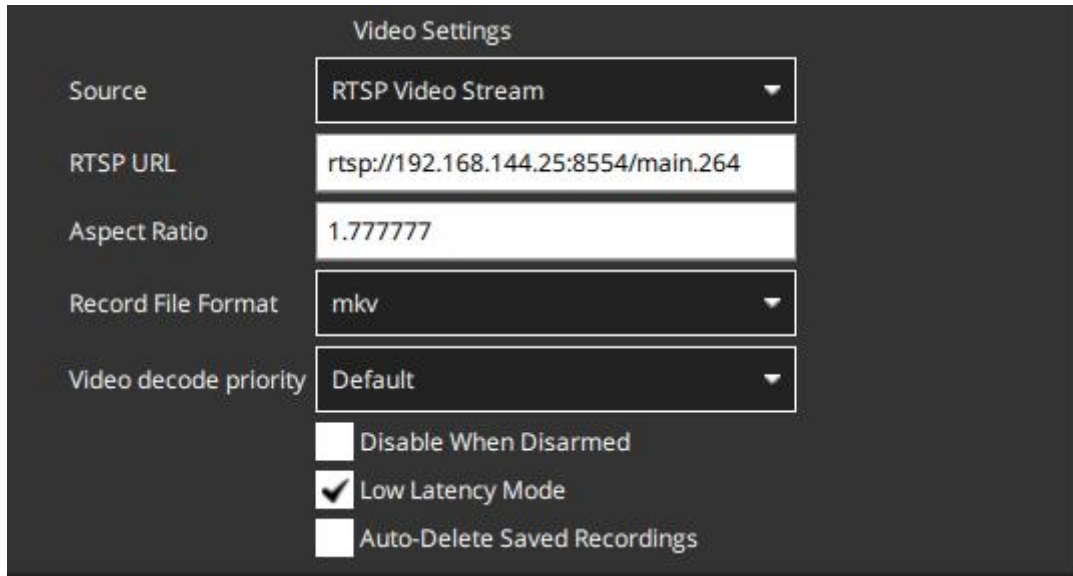 Video Settings
Source RTSP Video Stream
RTSP URL rtsp://192.168.144.25:8554/main.264
Aspect Ratio 1.777777
Record File Format mkv
Video decode priority Default
Disable When Disarmed
Low Latency Mode
Auto-Delete Saved Recordings